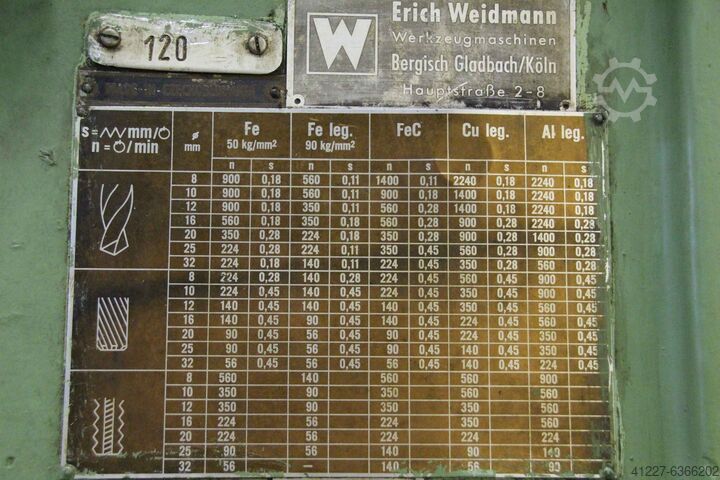 120
W
Erich Weidmann
Werkzeugmaschinen
Bergisch Gladbach/Köln
Hauptstraße 2-8
s= mm/
n= /min
ø mm Fe 50 kg/mm² Fe leg. 90 kg/mm² FeC Cu leg. Al leg.
n s n s n s n s n s
8 900 0,18 560 0,11 1400 0,11 2240 0,18 2240 0,18
10 900 0,18 560 0,11 900 0,18 1400 0,18 2240 0,18
12 900 0,18 560 0,11 560 0,28 1400 0,18 2240 0,18
16 560 0,18 350 0,18 560 0,28 900 0,28 2240 0,28
20 350 0,28 224 0,18 350 0,28 900 0,28 1400 0,28
25 224 0,28 224 0,11 350 0,45 560 0,28 900 0,28
32 224 0,18 140 0,11 224 0,45 350 0,28 560 0,28
8 224 0,28 140 0,28 224 0,45 560 0,45 900 0,45
10 224 0,45 140 0,45 224 0,45 350 0,45 900 0,45
12 140 0,45 140 0,45 224 0,45 350 0,45 560 0,45
16 140 0,45 90 0,45 140 0,45 224 0,45 560 0,45
20 90 0,45 56 0,45 140 0,45 224 0,45 350 0,45
25 90 0,45 56 0,45 140 0,45 224 0,45 350 0,45
32 56 0,45 56 0,45 90 0,45 140 0,45 224 0,45
8 560 140 560 560 900
10 350 90 350 350 560
12 350 90 350 350 560
16 224 56 224 224 350
20 224 56 224 224 224
25 90 56 140 90 140
32 56 – 140 56 90
41227-6366202